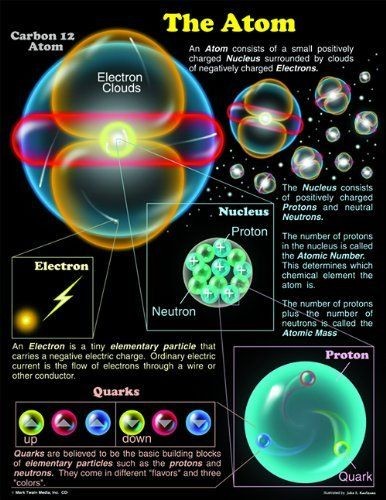 The Atom
Carbon 12
Atom
An Atom consists of a small positively
charged Nucleus surrounded by clouds
of negatively charged Electrons.
Electron
Clouds
The Nucleus consists
of positively charged
Protons and neutral
Neutrons.
The number of protons
in the nucleus is called
the Atomic Number.
This determines which
chemical element the
atom is.
The number of protons
plus the number of
neutrons is called the
Atomic Mass
Nucleus
Proton
Neutron
Electron
An Electron is a tiny elementary particle that
carries a negative electric charge. Ordinary electric
current is the flow of electrons through a wire or
other conductor.
Quarks
up
down
Quarks are believed to be the basic building blocks
of elementary particles such as the protons and
neutrons. They come in different "flavors" and three
"colors".
Proton
Quark
© Mark Twain Media, Inc. CD